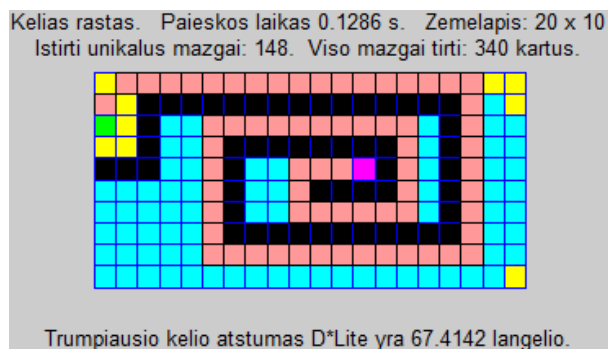 Kelias rastas. Paieskos laikas 0.1286 s. Zemelapis: 20 x 10
Istirti unikalus mazgai: 148. Viso mazgai tirti: 340 kartus.
Trumpiausio kelio atstumas D*Lite yra 67.4142 langelio.